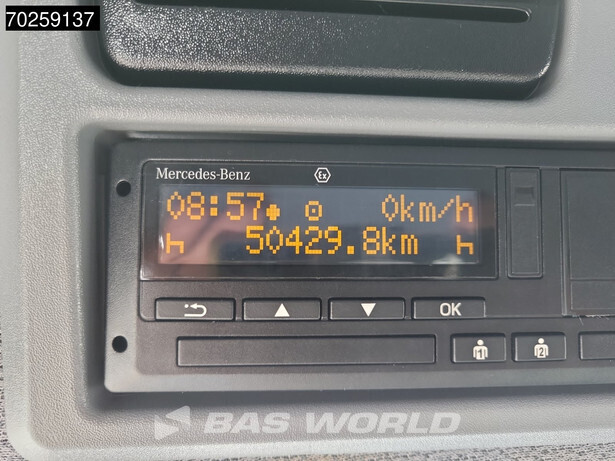 70259137
Mercedes-Benz Ex
08:57 0km/h
50429.8km
OK
1 2
BAS WORLD